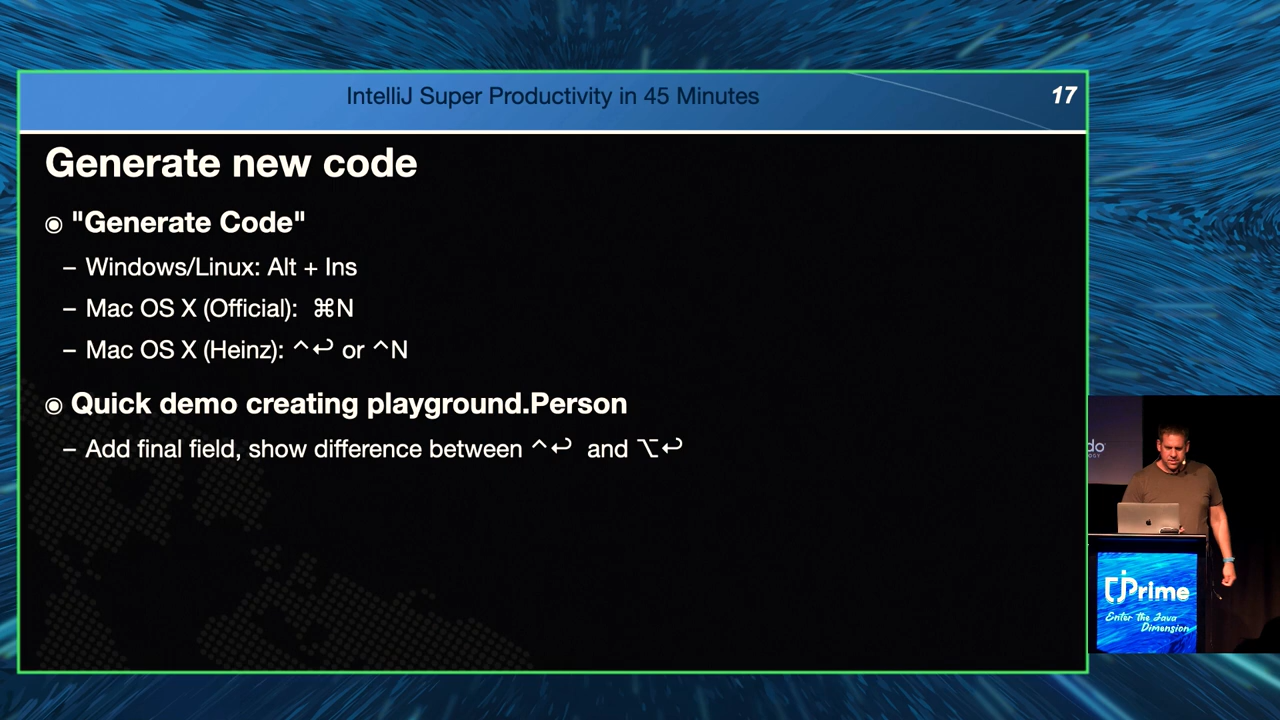 IntelliJ Super Productivity in 45 Minutes
17
Generate new code
◉ "Generate Code"
– Windows/Linux: Alt + Ins
– Mac OS X (Official): ⌘N
– Mac OS X (Heinz): ^↩ or ^N
◉ Quick demo creating playground.Person
– Add final field, show difference between ^↩ and ⌥↩
do
OGY
jPrime
Enter the Java
Dimension